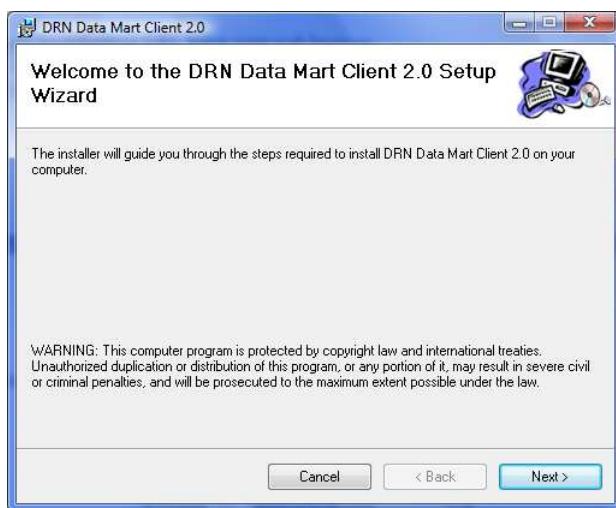 DRN Data Mart Client 2.0
Welcome to the DRN Data Mart Client 2.0 Setup
Wizard
The installer will guide you through the steps required to install DRN Data Mart Client 2.0 on your
computer.
WARNING: This computer program is protected by copyright law and international treaties.
Unauthorized duplication or distribution of this program, or any portion of it, may result in severe civil
or criminal penalties, and will be prosecuted to the maximum extent possible under the law.
Cancel
< Back
Next >